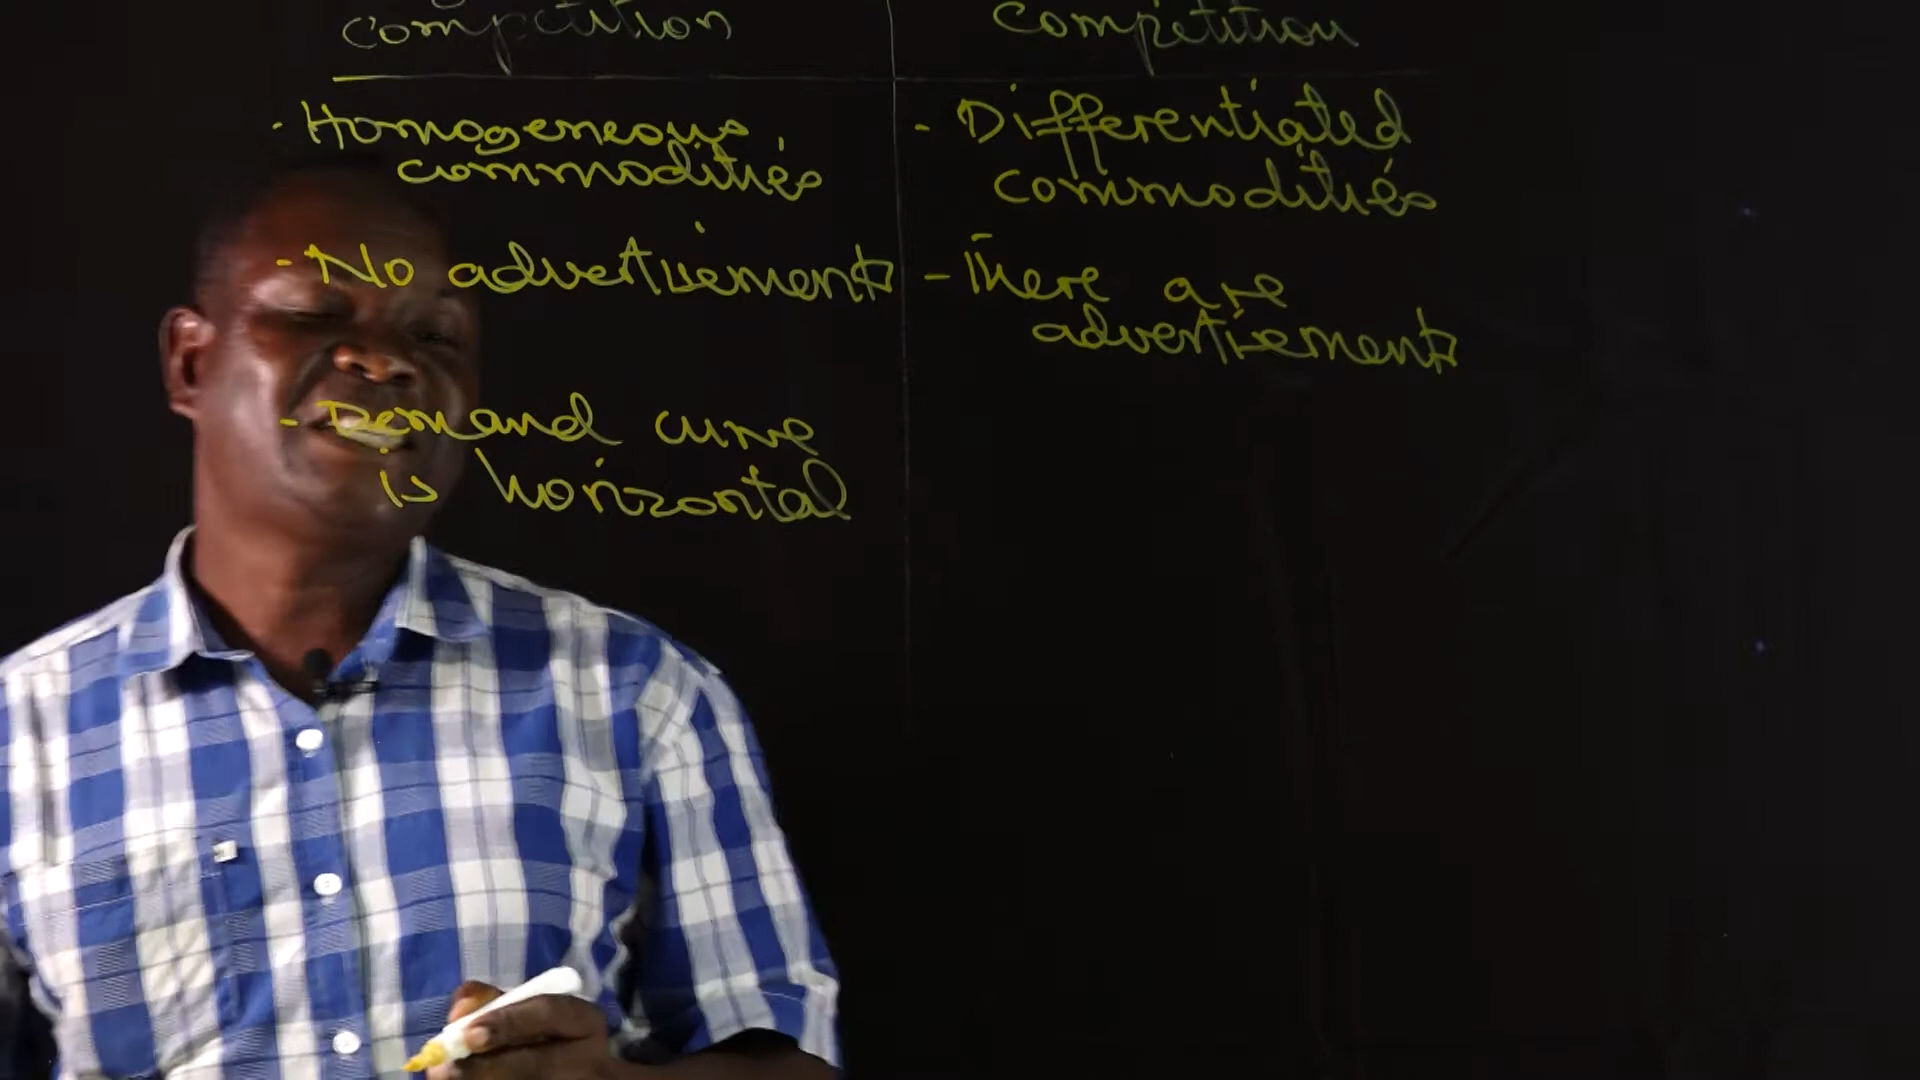 competition
competition
- Homogeneous
commodities
- Differentiated
commodities
- No advertisements
- There are
advertisements
- Demand curve
is horizontal